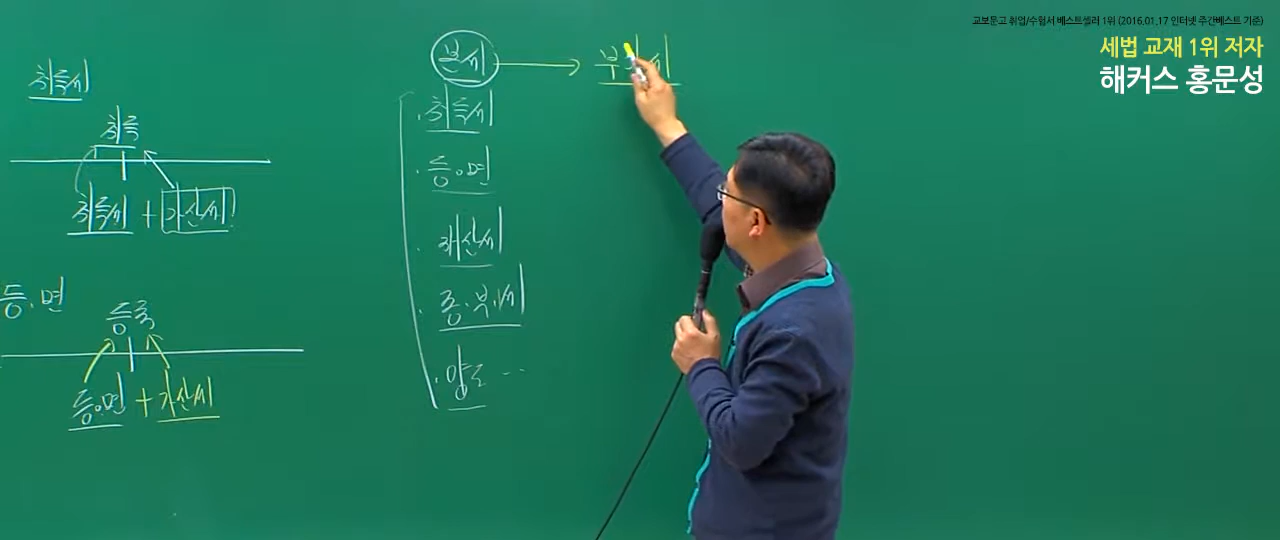 교보문고 취업/수험서 베스트셀러 1위 (2016.01.17 인터넷 주간베스트 기준)
세법 교재 1위 저자
해커스 홍문성
취득세
취득
취득세 + 가산세!
등.면
등록
등.면 + 가산세
본세 →
· 취득세
· 등.면
· 재산세
· 종.부.세
· 양도 ...